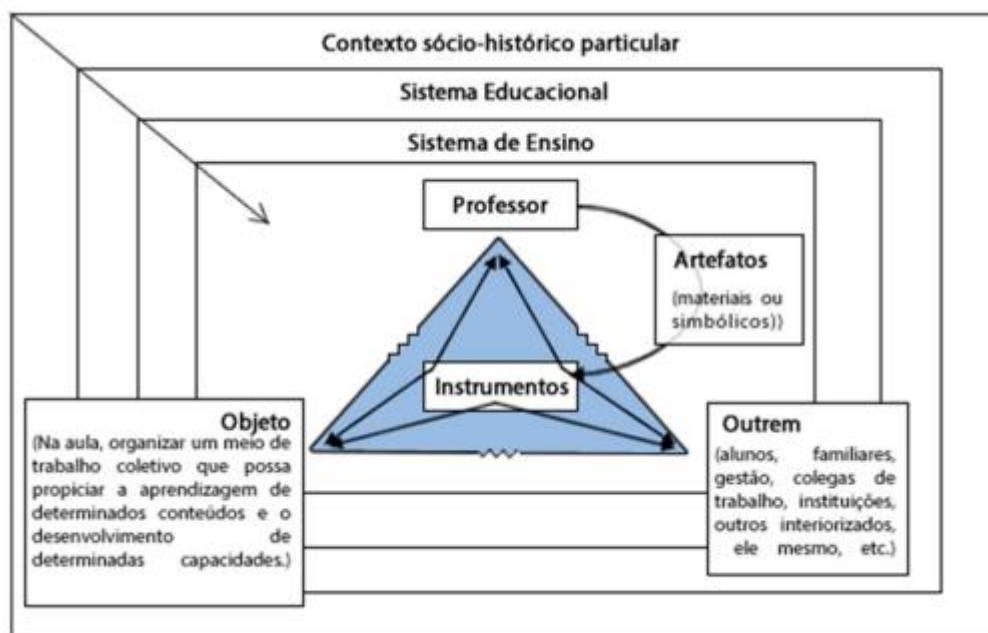 Contexto sócio-histórico particular
Sistema Educacional
Sistema de Ensino
Professor
Artefatos
(materiais ou
simbólicos))
Instrumentos
Objeto
(Na aula, organizar um meio de
trabalho coletivo que possa
propiciar a aprendizagem de
determinados conteúdos e o
desenvolvimento de
determinadas capacidades.)
Outrem
(alunos, familiares,
gestão, colegas de
trabalho, instituições,
outros interiorizados,
ele mesmo, etc.)